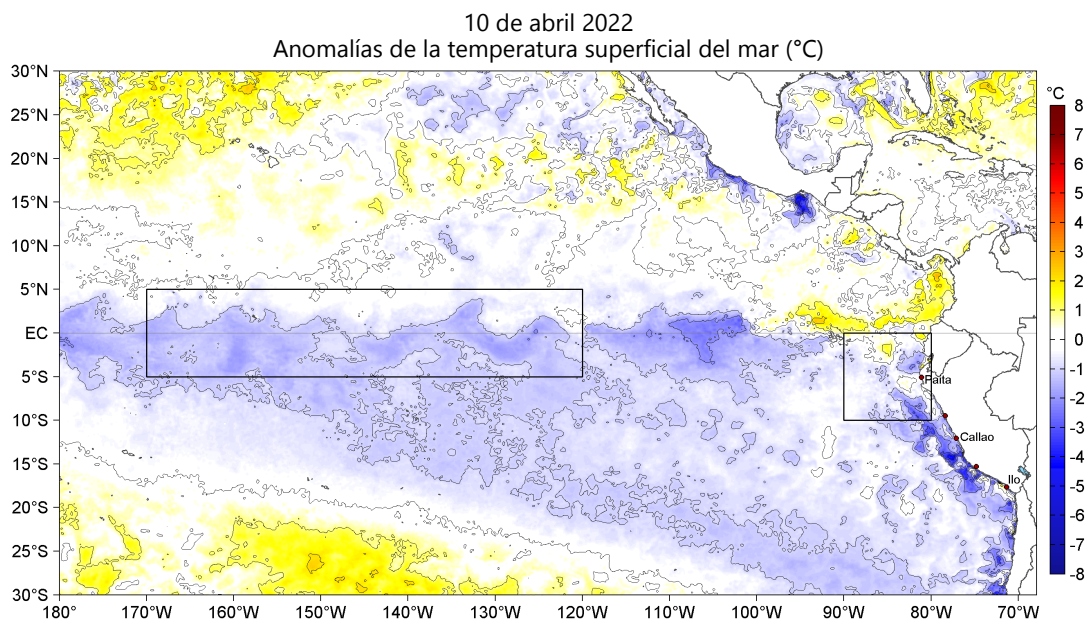 10 de abril 2022
Anomalías de la temperatura superficial del mar (°C)
30°N
25°N
20°N
15°N
10°N
5°N
EC
5°S
10°S
15°S
20°S
25°S
30°S
180
170°W
160°W
150°W
140°W
130°W
120°W
110°W
100°W
90°W
80°W
70°W
Paita
Callao
Ilo
°C
8
7
6
5
4
3
2
1
0
-1
-2
-3
-4
-5
-6
-7
-8